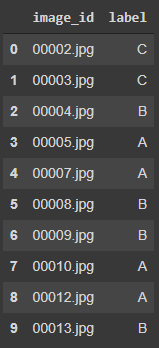 image_id label
0 00002.jpg C
1 00003.jpg C
2 00004.jpg B
3 00005.jpg A
4 00007.jpg A
5 00008.jpg B
6 00009.jpg B
7 00010.jpg A
8 00012.jpg A
9 00013.jpg B